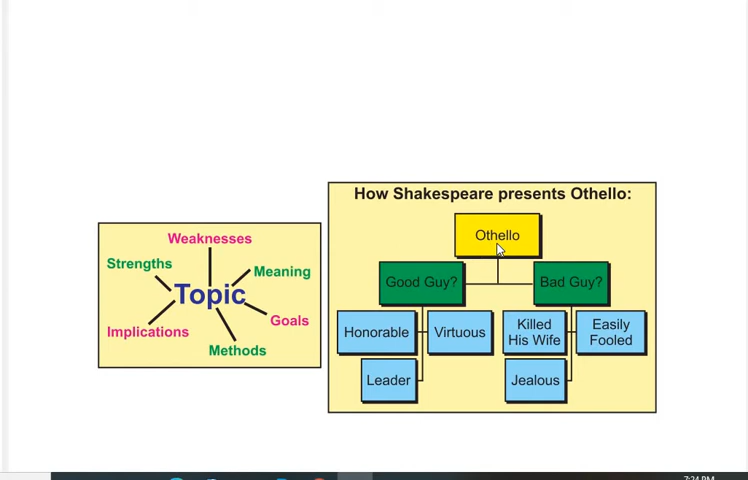 Weaknesses
Strengths
Meaning
Topic
Goals
Implications
Methods
How Shakespeare presents Othello:
Othello
Good Guy?
Bad Guy?
Honorable
Virtuous
Killed
His Wife
Easily
Fooled
Leader
Jealous